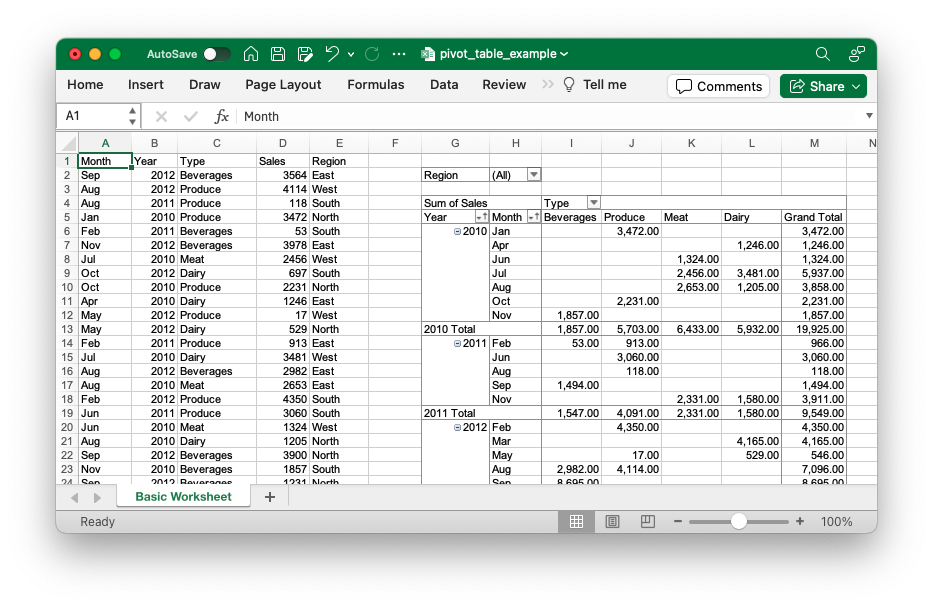 AutoSave pivot_table_example
Home Insert Draw Page Layout Formulas Data Review Tell me Comments Share
A1 fx Month
A B C D E F G H I J K L M N
1 Month Year Type Sales Region
2 Sep 2012 Beverages 3564 East Region (All)
3 Aug 2012 Produce 4114 West
4 Aug 2011 Produce 118 South Sum of Sales Type
5 Jan 2010 Produce 3472 North Year Month Beverages Produce Meat Dairy Grand Total
6 Feb 2011 Beverages 53 South 2010 Jan 3,472.00 3,472.00
7 Nov 2012 Beverages 3978 East Apr 1,246.00 1,246.00
8 Jul 2010 Meat 2456 West Jun 1,324.00 1,324.00
9 Oct 2012 Dairy 697 South Jul 2,456.00 3,481.00 5,937.00
10 Oct 2010 Produce 2231 North Aug 2,653.00 1,205.00 3,858.00
11 Apr 2010 Dairy 1246 East Oct 2,231.00 2,231.00
12 May 2012 Produce 17 West Nov 1,857.00 1,857.00
13 May 2012 Dairy 529 North 2010 Total 1,857.00 5,703.00 6,433.00 5,932.00 19,925.00
14 Feb 2011 Produce 913 East 2011 Feb 53.00 913.00 966.00
15 Jul 2010 Dairy 3481 West Jun 3,060.00 3,060.00
16 Aug 2012 Beverages 2982 East Aug 118.00 118.00
17 Aug 2010 Meat 2653 East Sep 1,494.00 1,494.00
18 Feb 2012 Produce 4350 South Nov 2,331.00 1,580.00 3,911.00
19 Jun 2011 Produce 3060 South 2011 Total 1,547.00 4,091.00 2,331.00 1,580.00 9,549.00
20 Jun 2010 Meat 1324 West 2012 Feb 4,350.00 4,350.00
21 Aug 2010 Dairy 1205 North Mar 4,165.00 4,165.00
22 Sep 2012 Beverages 3900 North May 17.00 529.00 546.00
23 Nov 2010 Beverages 1857 South Aug 2,982.00 4,114.00 7,096.00
24 Sep 2012 Beverages 1231 North Sep 8,695.00 8,695.00
Basic Worksheet
Ready 100%